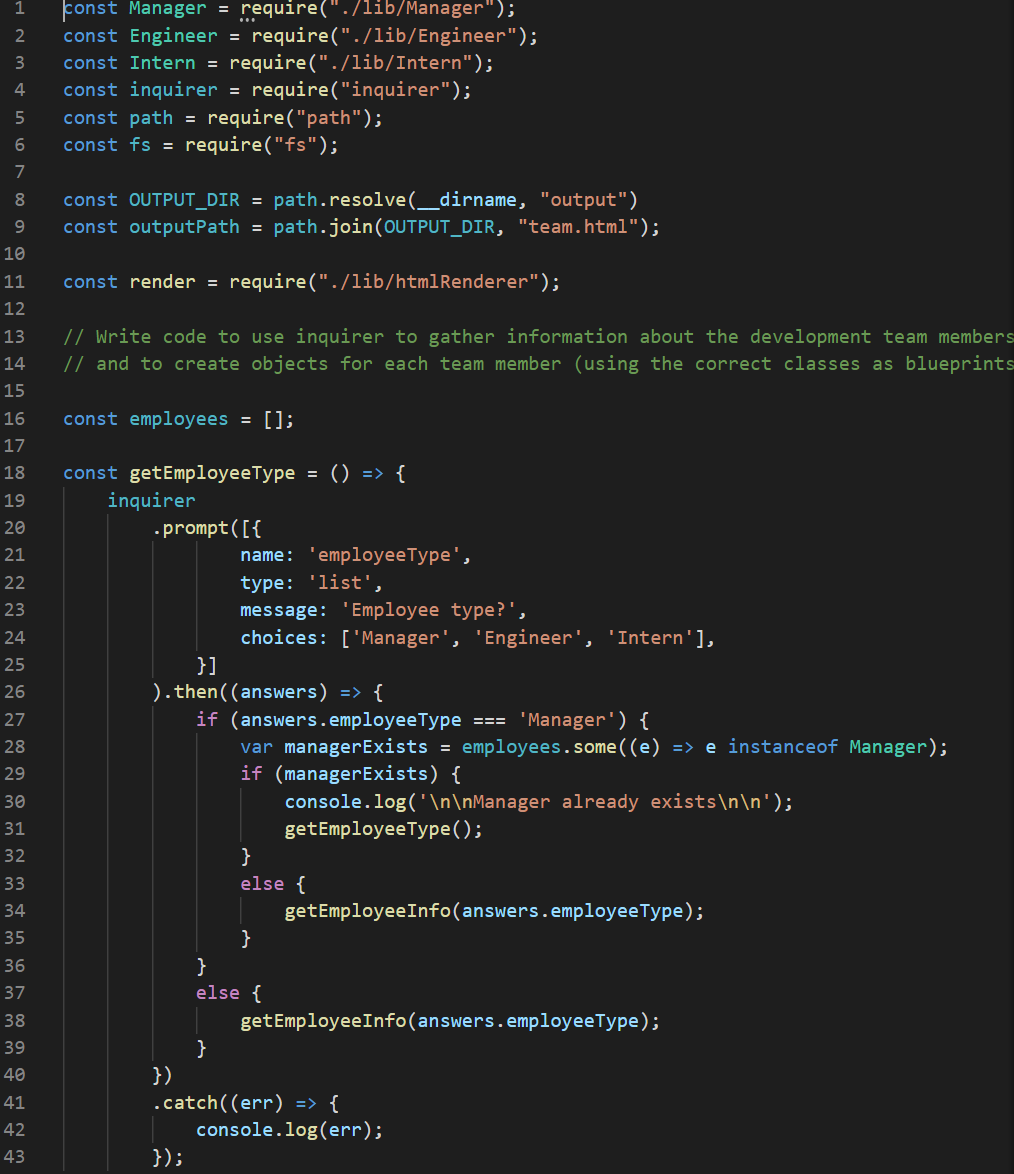 1 const Manager = require("./lib/Manager");
2 const Engineer = require("./lib/Engineer");
3 const Intern = require("./lib/Intern");
4 const inquirer = require("inquirer");
5 const path = require("path");
6 const fs = require("fs");
7
8 const OUTPUT_DIR = path.resolve(__dirname, "output")
9 const outputPath = path.join(OUTPUT_DIR, "team.html");
10
11 const render = require("./lib/htmlRenderer");
12
13 // Write code to use inquirer to gather information about the development team members
14 // and to create objects for each team member (using the correct classes as blueprints
15
16 const employees = [];
17
18 const getEmployeeType = () => {
19     inquirer
20         .prompt([{
21                 name: 'employeeType',
22                 type: 'list',
23                 message: 'Employee type?',
24                 choices: ['Manager', 'Engineer', 'Intern'],
25             }]
26         ).then((answers) => {
27             if (answers.employeeType === 'Manager') {
28                 var managerExists = employees.some((e) => e instanceof Manager);
29                 if (managerExists) {
30                     console.log('\n\nManager already exists\n\n');
31                     getEmployeeType();
32                 }
33                 else {
34                     getEmployeeInfo(answers.employeeType);
35                 }
36             }
37             else {
38                 getEmployeeInfo(answers.employeeType);
39             }
40         })
41         .catch((err) => {
42             console.log(err);
43         });